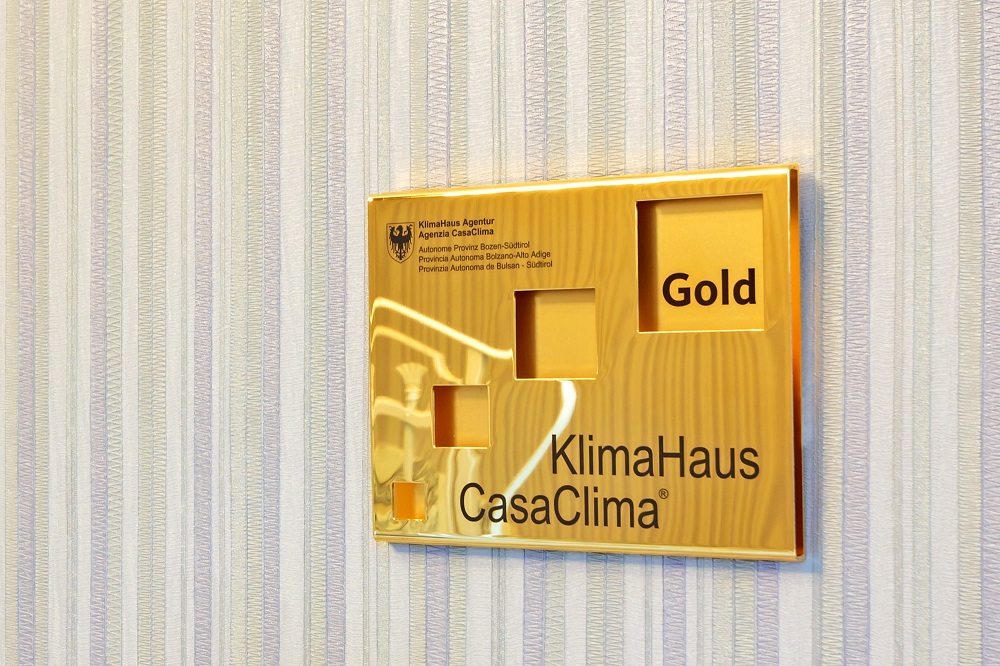 KlimaHaus Agentur
Agenzia CasaClima
Autonome Provinz Bozen-Südtirol
Provincia Autonoma Bolzano-Alto Adige
Provinzia Autonoma de Bulsan - Südtirol
Gold
KlimaHaus
CasaClima®